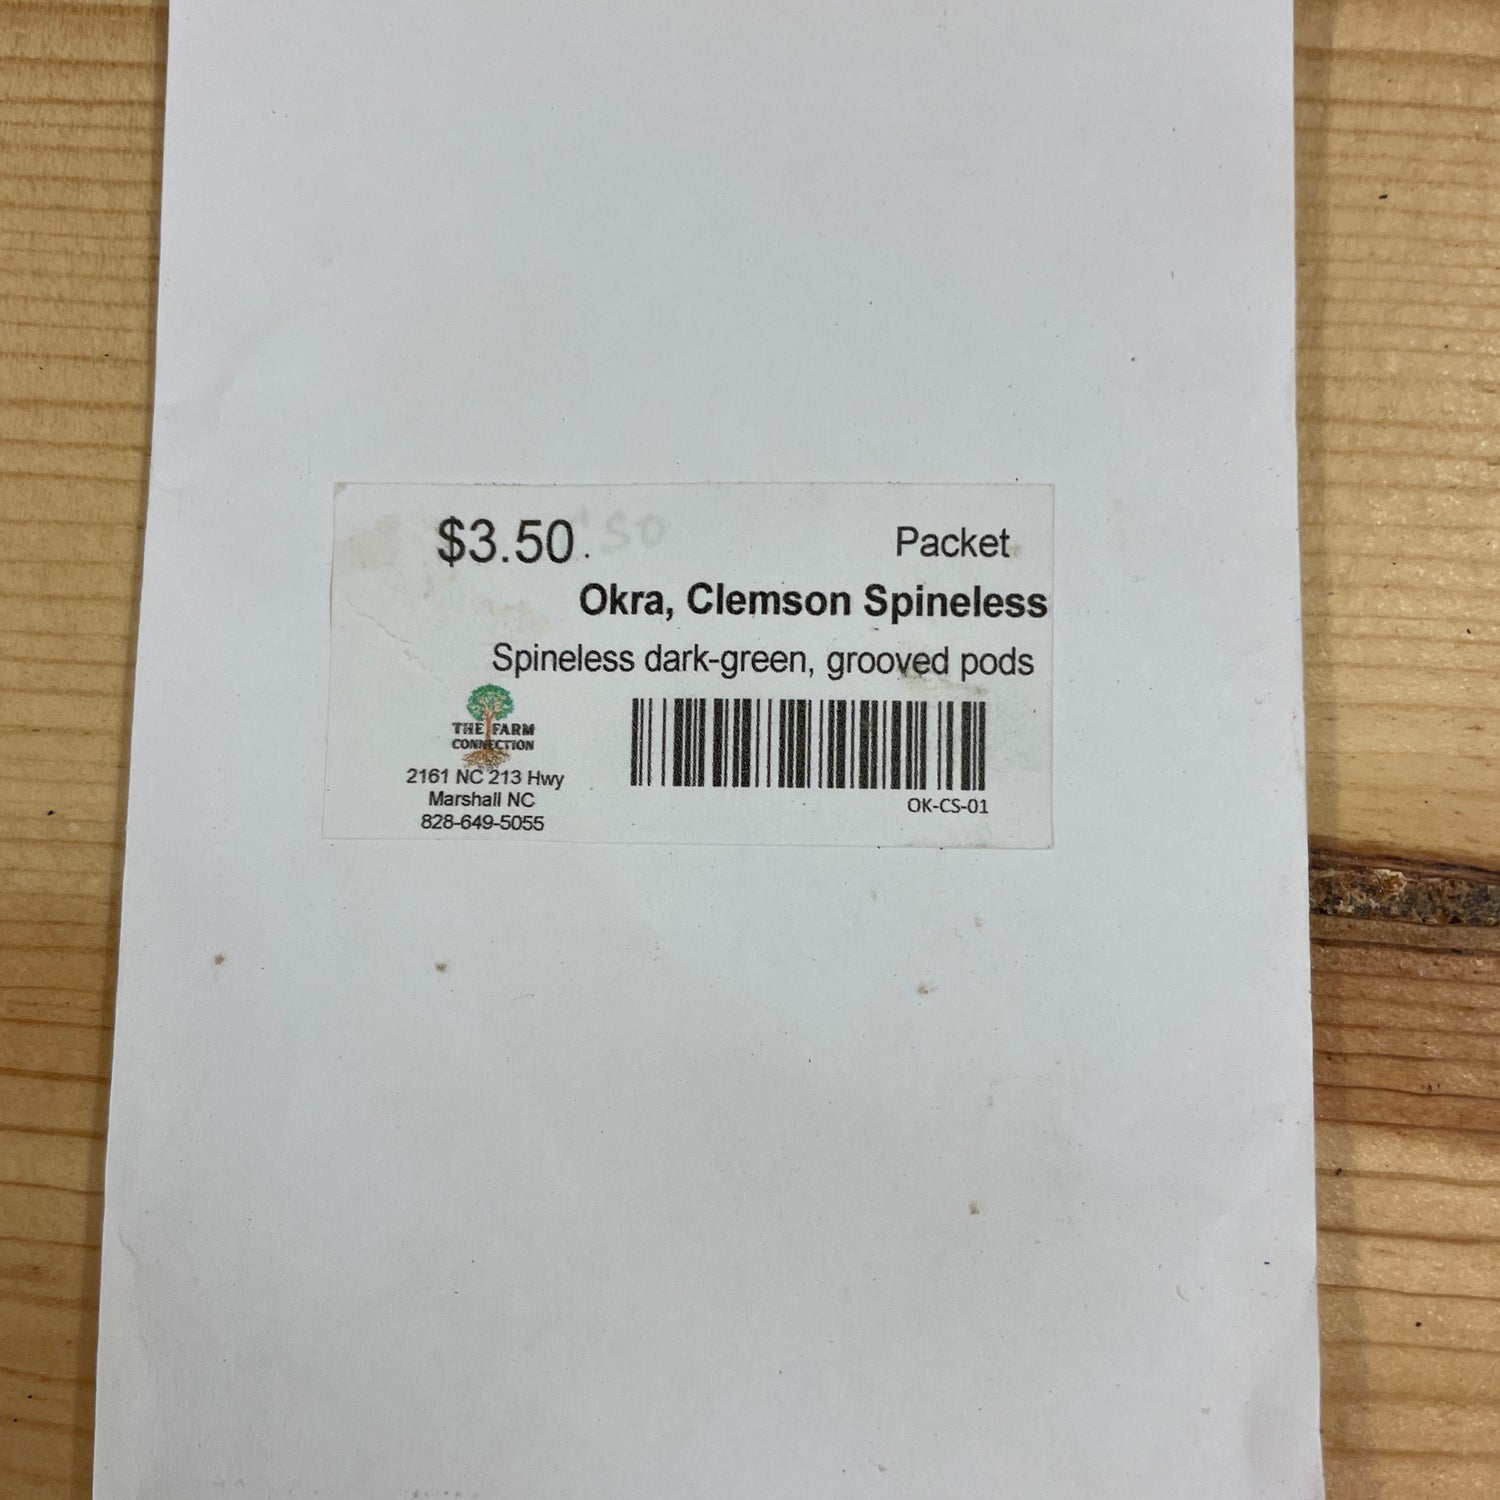 $3.50.
Packet
Okra, Clemson Spineless
Spineless dark-green, grooved pods
THE FARM
CONNECTION
2161 NC 213 Hwy
Marshall NC
828-649-5055
OK-CS-01